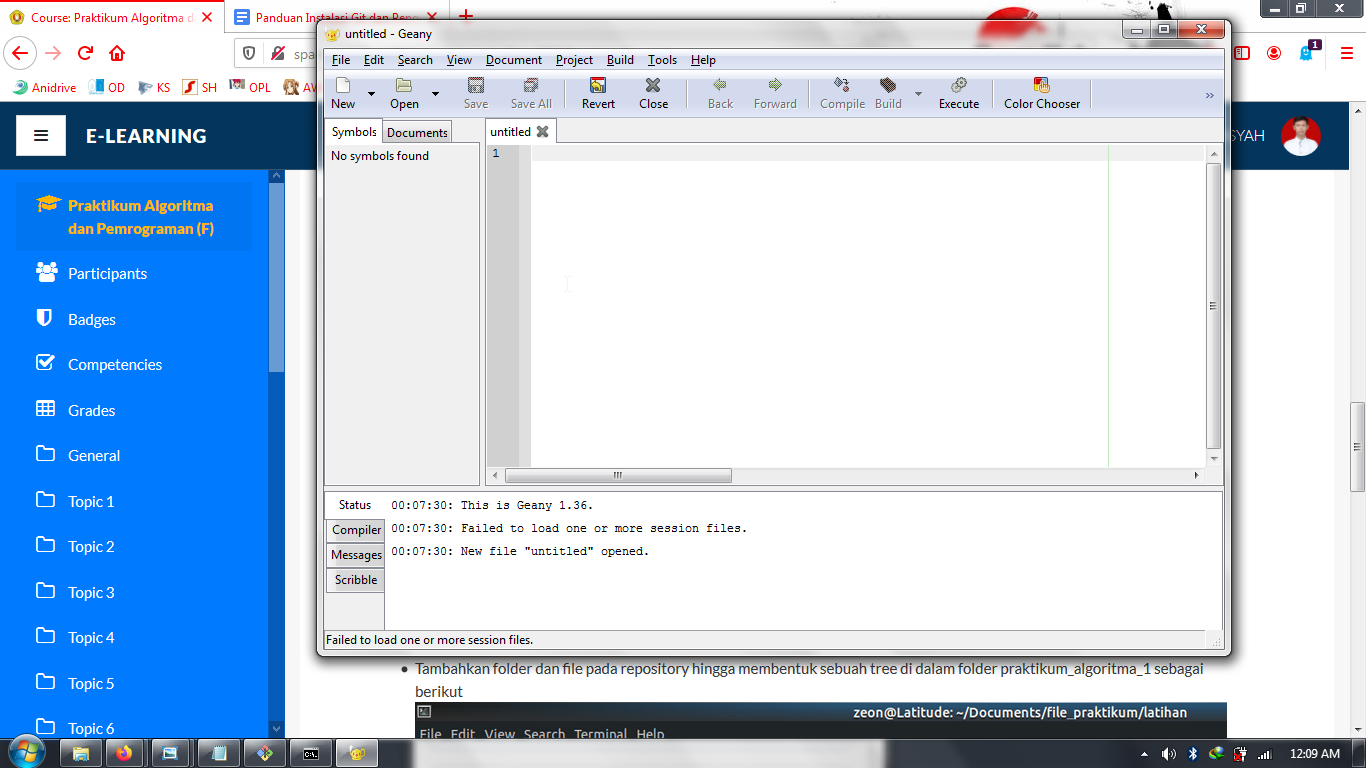 Course: Praktikum Algoritma d
Panduan Instalasi Git dan Peng
spa
Anidrive
OD
KS
SH
OPL
AW
1
untitled - Geany
File Edit Search View Document Project Build Tools Help
New Open Save Save All Revert Close Back Forward Compile Build Execute Color Chooser
Symbols Documents
No symbols found
untitled
1
Status
Compiler
Messages
Scribble
00:07:30: This is Geany 1.36.
00:07:30: Failed to load one or more session files.
00:07:30: New file "untitled" opened.
Failed to load one or more session files.
E-LEARNING
SYAH
Praktikum Algoritma
dan Pemrograman (F)
Participants
Badges
Competencies
Grades
General
Topic 1
Topic 2
Topic 3
Topic 4
Topic 5
Topic 6
Tambahkan folder dan file pada repository hingga membentuk sebuah tree di dalam folder praktikum_algoritma_1 sebagai
berikut
zeon@Latitude: ~/Documents/file_praktikum/latihan
File Edit View Search Terminal Help
C:\.
12:09 AM